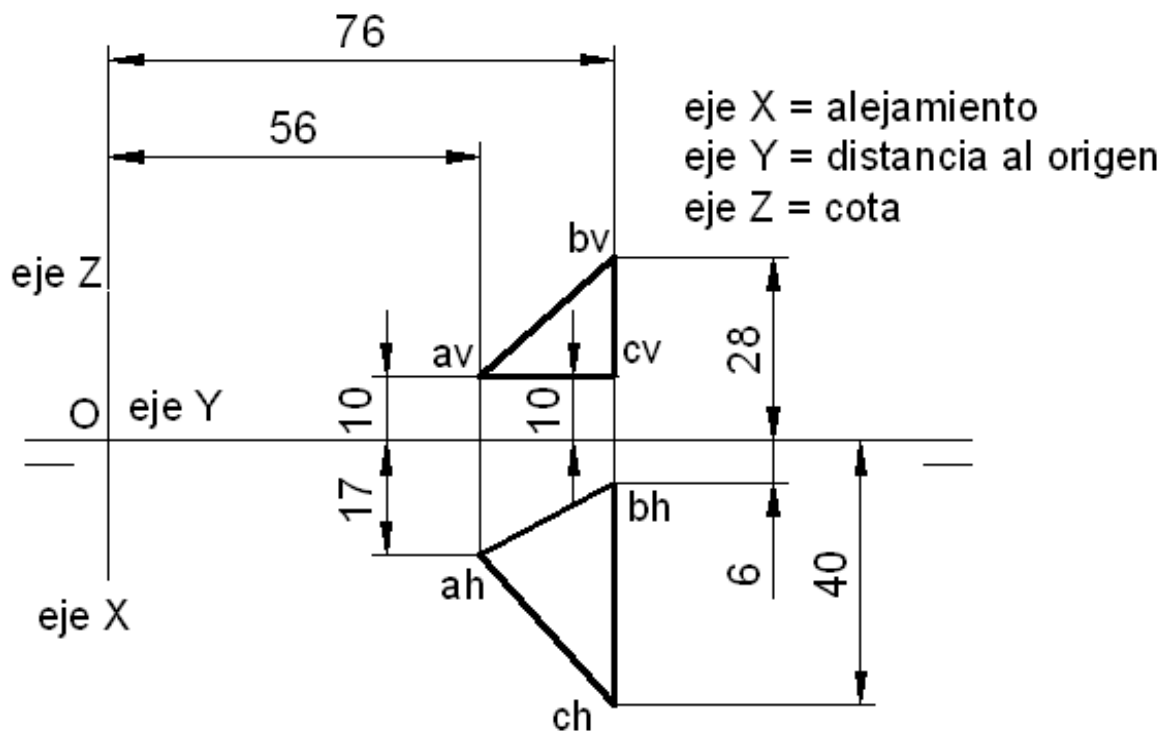 76
56
eje X = alejamiento
eje Y = distancia al origen
eje Z = cota
bv
eje Z
av
cv
28
10
10
O
eje Y
17
bh
ah
6
40
eje X
ch